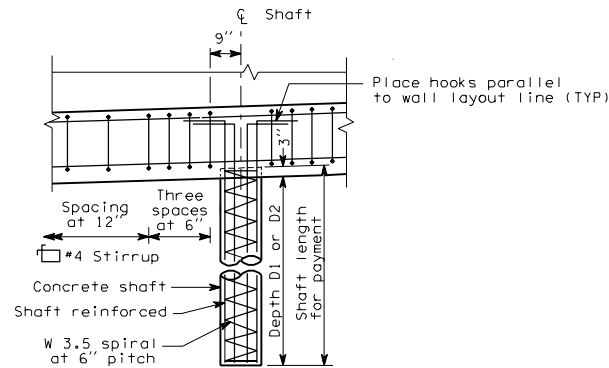 ℄ Shaft
9"
Place hooks parallel
to wall layout line (TYP)
3"
Spacing
at 12"
Three
spaces
at 6"
#4 Stirrup
Concrete shaft
Shaft reinforced
W 3.5 spiral
at 6" pitch
Depth D1 or D2
Shaft length
for payment